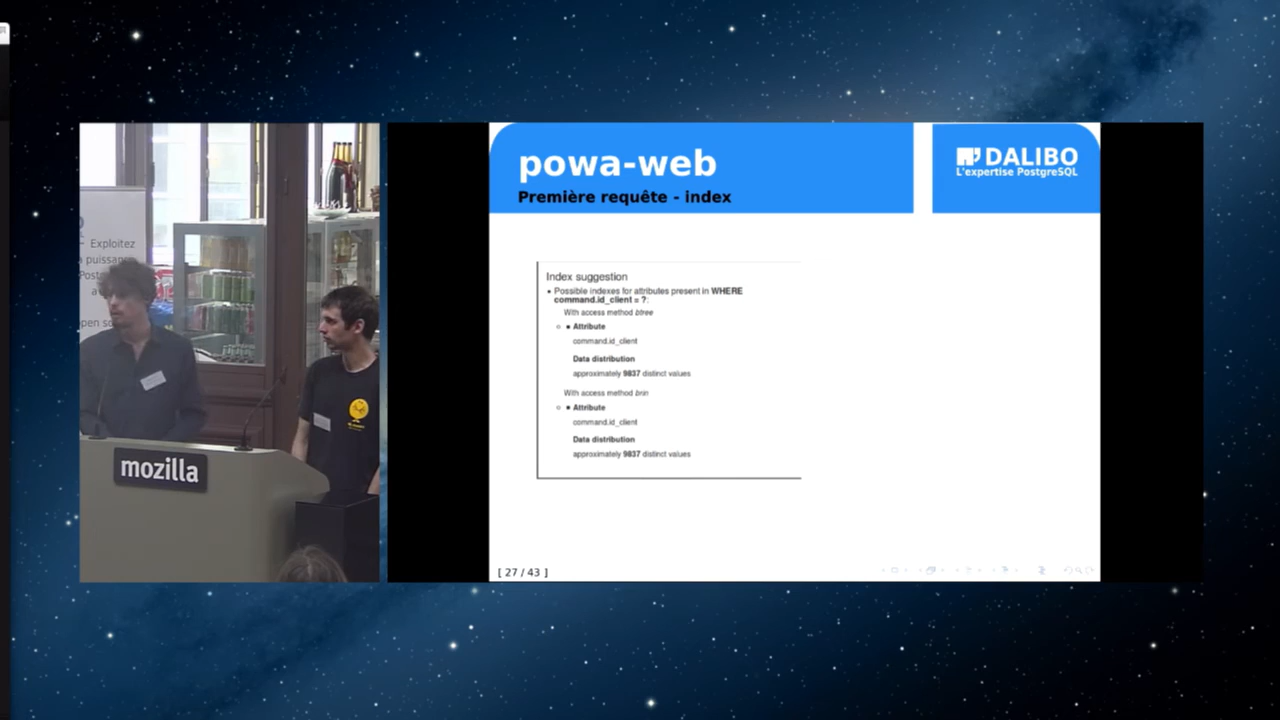 Exploitez
puissance
Post
mozilla
powa-web
Première requête - index
DALIBO
L'expertise PostgreSQL
Index suggestion
• Possible indexes for attributes present in WHERE
command.id_client = ?:
With access method btree
Attribute
command.id_client
Data distribution
approximately 9837 distinct values
With access method brin
Attribute
command.id_client
Data distribution
approximately 9837 distinct values
[ 27 / 43 ]